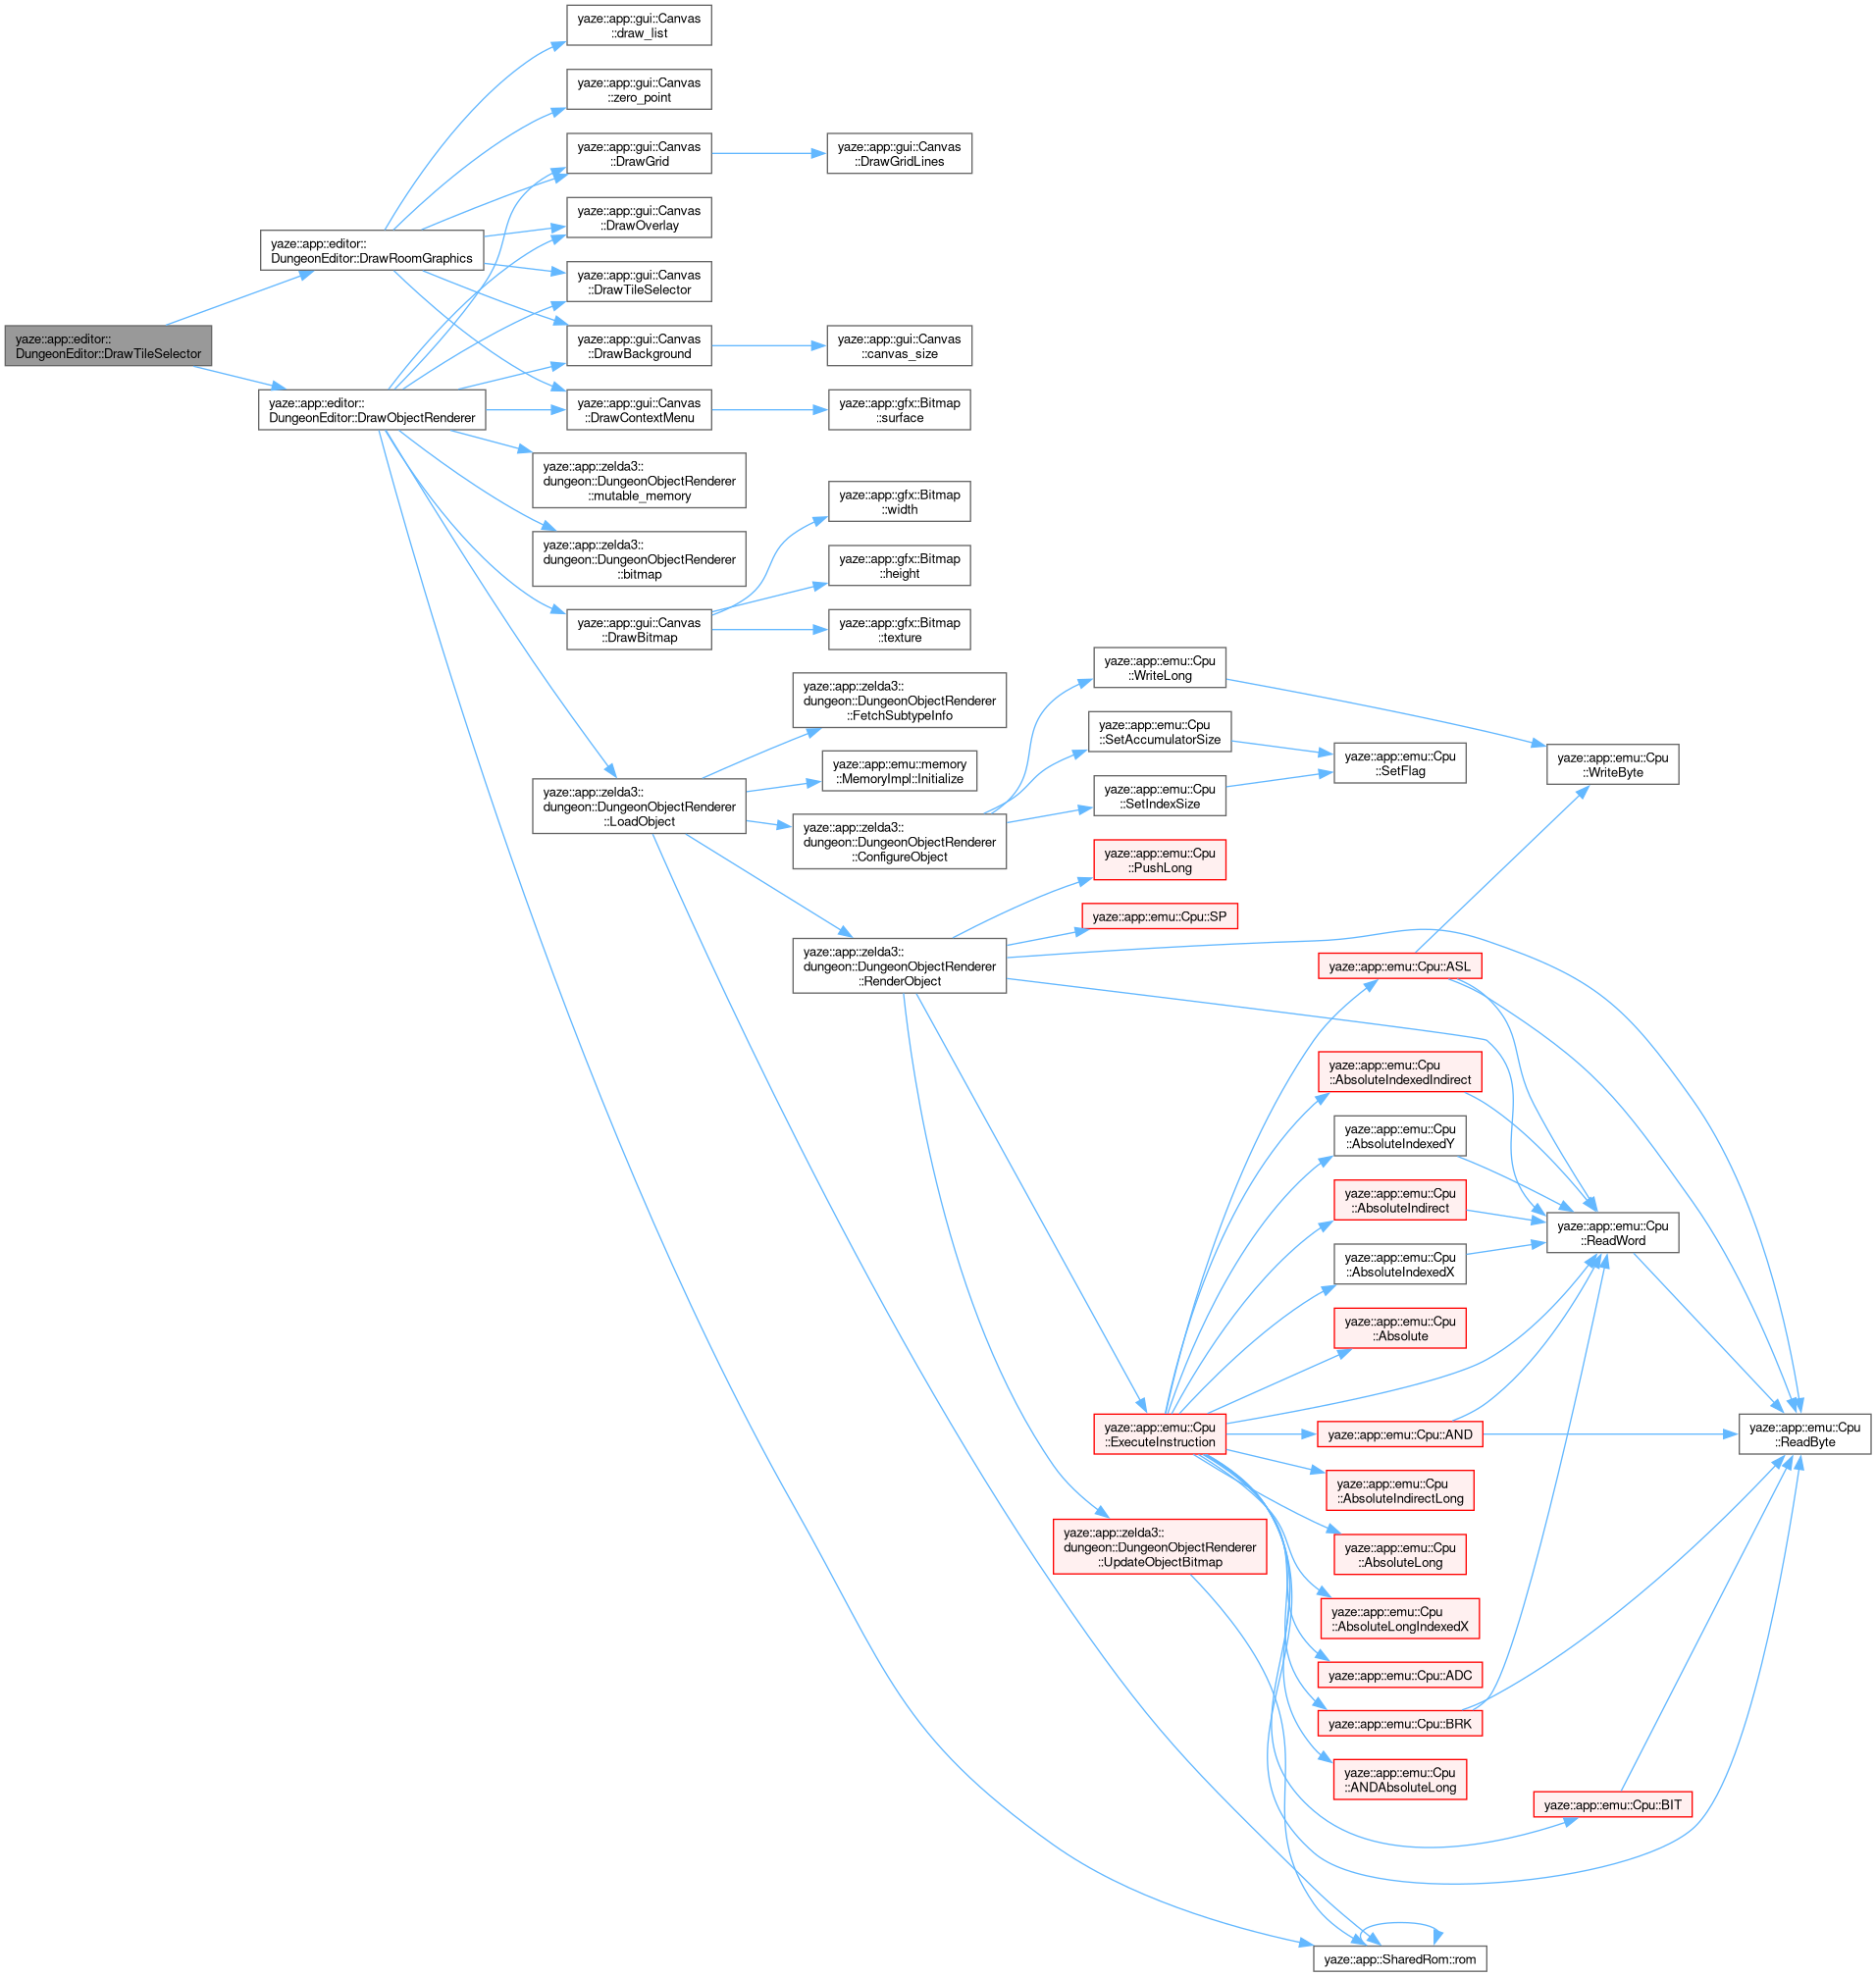 yaze::app::editor::
DungeonEditor::DrawTileSelector
yaze::app::editor::
DungeonEditor::DrawRoomGraphics
yaze::app::editor::
DungeonEditor::DrawObjectRenderer
yaze::app::gui::Canvas
::draw_list
yaze::app::gui::Canvas
::zero_point
yaze::app::gui::Canvas
::DrawGrid
yaze::app::gui::Canvas
::DrawOverlay
yaze::app::gui::Canvas
::DrawTileSelector
yaze::app::gui::Canvas
::DrawBackground
yaze::app::gui::Canvas
::DrawContextMenu
yaze::app::zelda3::
dungeon::DungeonObjectRenderer
::mutable_memory
yaze::app::zelda3::
dungeon::DungeonObjectRenderer
::bitmap
yaze::app::gui::Canvas
::DrawBitmap
yaze::app::zelda3::
dungeon::DungeonObjectRenderer
::LoadObject
yaze::app::gui::Canvas
::DrawGridLines
yaze::app::gui::Canvas
::canvas_size
yaze::app::gfx::Bitmap
::surface
yaze::app::gfx::Bitmap
::width
yaze::app::gfx::Bitmap
::height
yaze::app::gfx::Bitmap
::texture
yaze::app::zelda3::
dungeon::DungeonObjectRenderer
::FetchSubtypeInfo
yaze::app::emu::memory
::MemoryImpl::Initialize
yaze::app::zelda3::
dungeon::DungeonObjectRenderer
::ConfigureObject
yaze::app::zelda3::
dungeon::DungeonObjectRenderer
::RenderObject
yaze::app::emu::Cpu
::WriteLong
yaze::app::emu::Cpu
::SetAccumulatorSize
yaze::app::emu::Cpu
::SetIndexSize
yaze::app::emu::Cpu
::PushLong
yaze::app::emu::Cpu::SP
yaze::app::emu::Cpu
::ExecuteInstruction
yaze::app::zelda3::
dungeon::DungeonObjectRenderer
::UpdateObjectBitmap
yaze::app::emu::Cpu
::SetFlag
yaze::app::emu::Cpu::ASL
yaze::app::emu::Cpu
::AbsoluteIndexedIndirect
yaze::app::emu::Cpu
::AbsoluteIndexedY
yaze::app::emu::Cpu
::AbsoluteIndirect
yaze::app::emu::Cpu
::AbsoluteIndexedX
yaze::app::emu::Cpu
::Absolute
yaze::app::emu::Cpu::AND
yaze::app::emu::Cpu
::AbsoluteIndirectLong
yaze::app::emu::Cpu
::AbsoluteLong
yaze::app::emu::Cpu
::AbsoluteLongIndexedX
yaze::app::emu::Cpu::ADC
yaze::app::emu::Cpu::BRK
yaze::app::emu::Cpu
::ANDAbsoluteLong
yaze::app::SharedRom::rom
yaze::app::emu::Cpu
::WriteByte
yaze::app::emu::Cpu
::ReadWord
yaze::app::emu::Cpu::BIT
yaze::app::emu::Cpu
::ReadByte